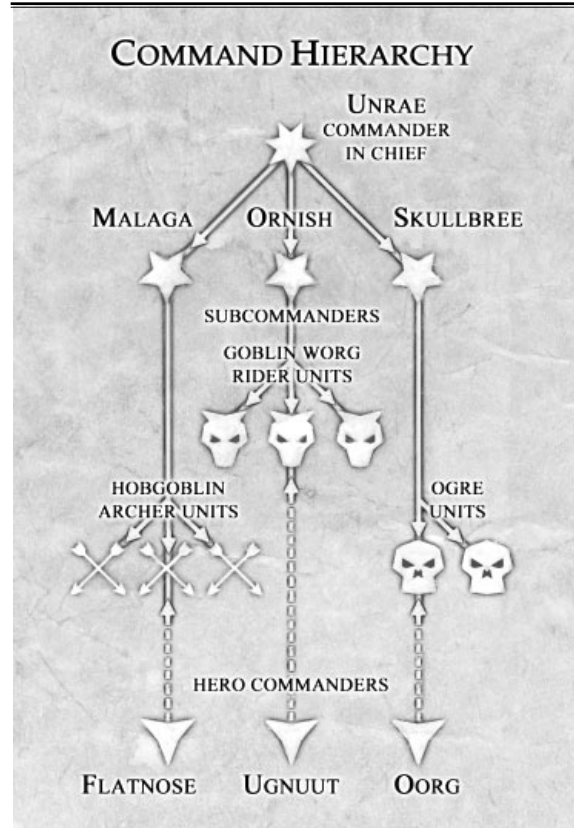 COMMAND HIERARCHY
UNRAE
COMMANDER
IN CHIEF
MALAGA ORNISH SKULLBREE
SUBCOMMANDERS
GOBLIN WORG
RIDER UNITS
HOBGOBLIN
ARCHER UNITS
OGRE
UNITS
HERO COMMANDERS
FLATNOSE UGNUUT OORG